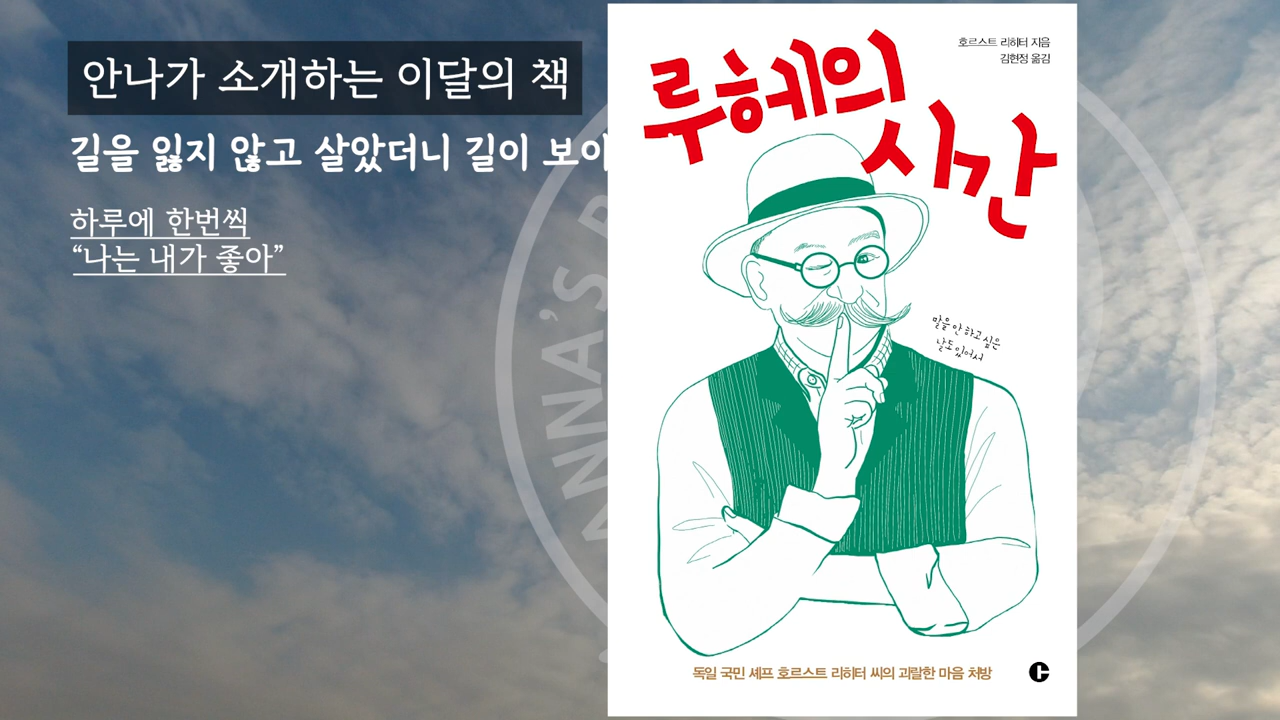 안나가 소개하는 이달의 책
길을 잃지 않고 살았더니 길이 보이
하루에 한번씩
“나는 내가 좋아”
ANNA'S
호르스트 리히터 지음
김현정 옮김
루헤의
시간
말을 안 하고 싶은
날도 있어서
독일 국민 셰프 호르스트 리히터 씨의 괴랄한 마음 처방